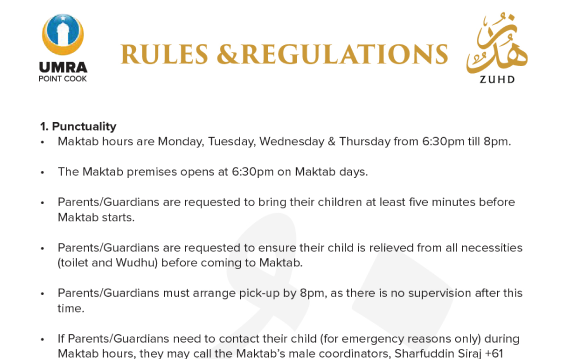 UMRA
POINT COOK
RULES &REGULATIONS
ZUHD
1. Punctuality
• Maktab hours are Monday, Tuesday, Wednesday & Thursday from 6:30pm till 8pm.
• The Maktab premises opens at 6:30pm on Maktab days.
• Parents/Guardians are requested to bring their children at least five minutes before
Maktab starts.
• Parents/Guardians are requested to ensure their child is relieved from all necessities
(toilet and Wudhu) before coming to Maktab.
• Parents/Guardians must arrange pick-up by 8pm, as there is no supervision after this
time.
• If Parents/Guardians need to contact their child (for emergency reasons only) during
Maktab hours, they may call the Maktab's male coordinators, Sharfuddin Siraj +61